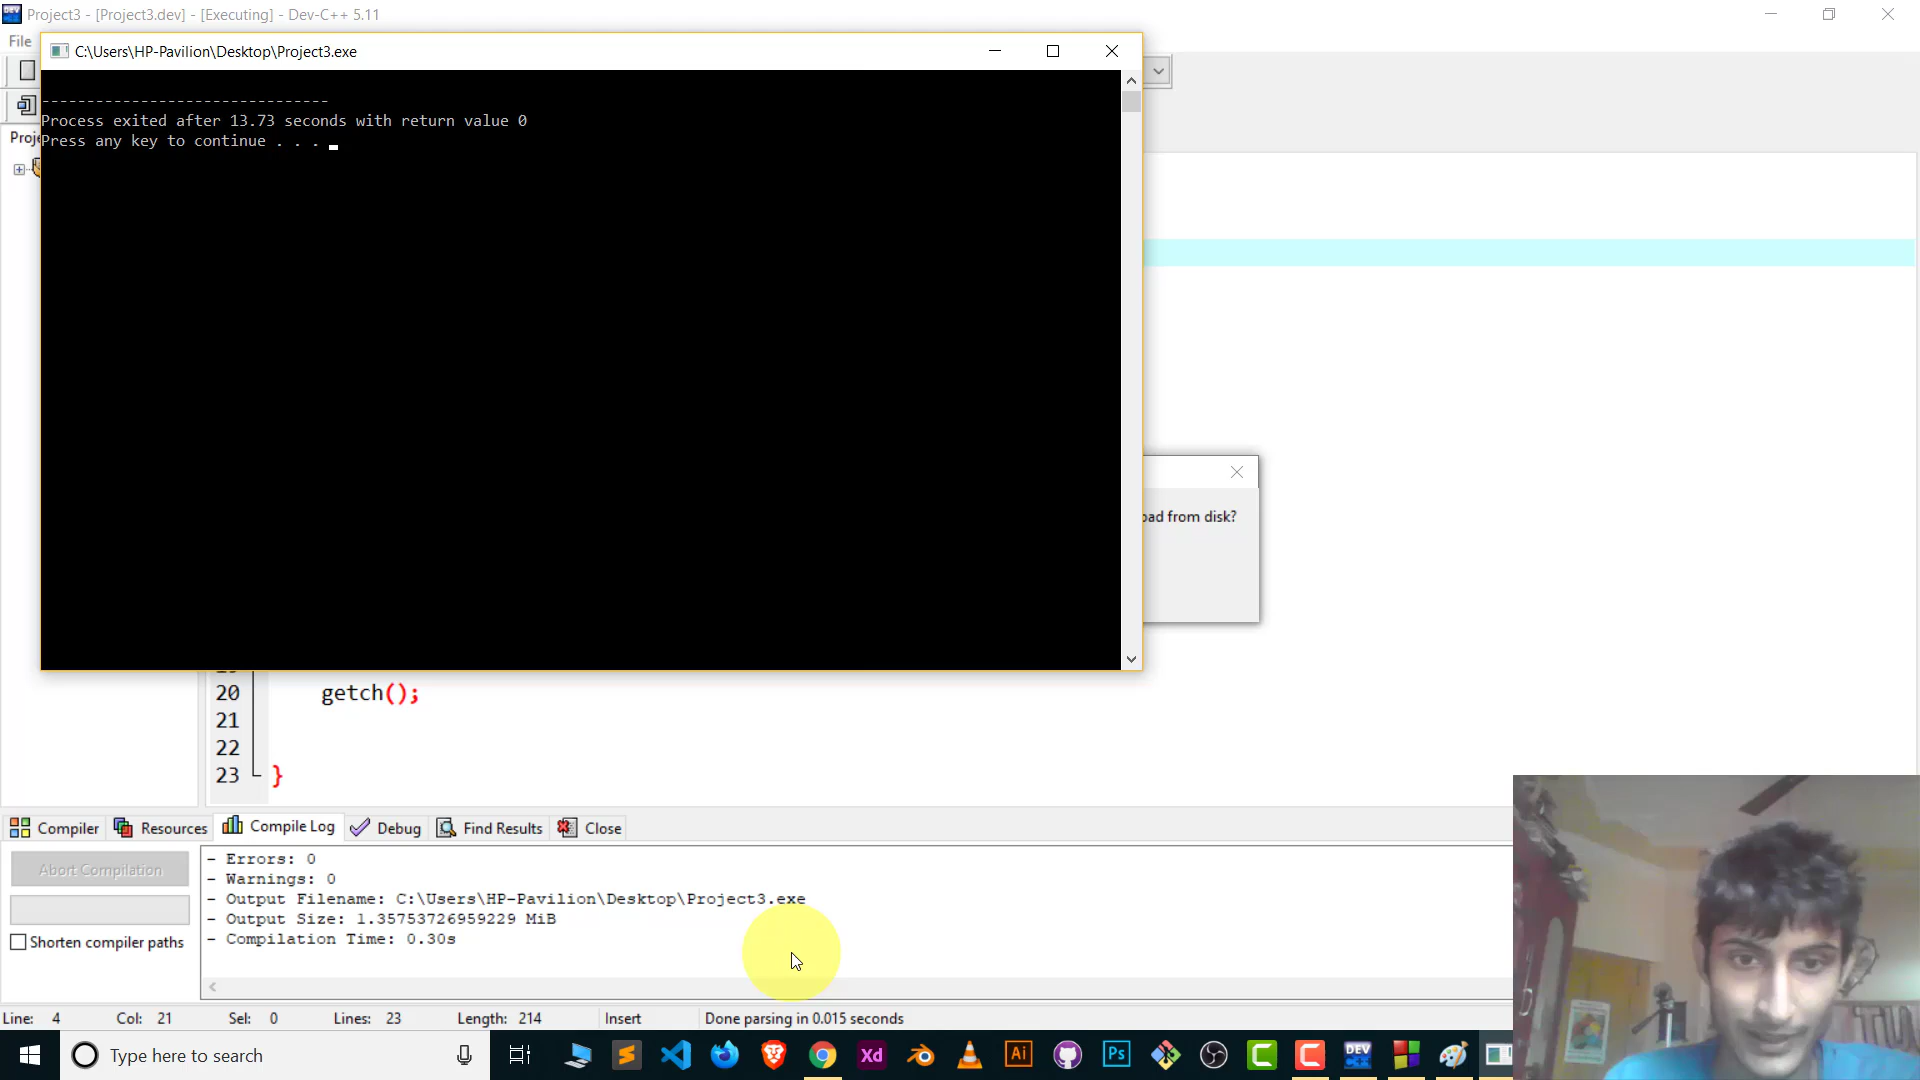 Project3 - [Project3.dev] - [Executing] - Dev-C++ 5.11
File
C:\Users\HP-Pavilion\Desktop\Project3.exe
--------------------------------
Process exited after 13.73 seconds with return value 0
Press any key to continue . . .
Proje
oad from disk?
20 getch();
21
22
23 }
Compiler Resources Compile Log Debug Find Results Close
Abort Compilation
Shorten compiler paths
- Errors: 0
- Warnings: 0
- Output Filename: C:\Users\HP-Pavilion\Desktop\Project3.exe
- Output Size: 1.35753726959229 MiB
- Compilation Time: 0.30s
Line: 4 Col: 21 Sel: 0 Lines: 23 Length: 214 Insert Done parsing in 0.015 seconds
Type here to search
Xd
Ai
Ps
DEV